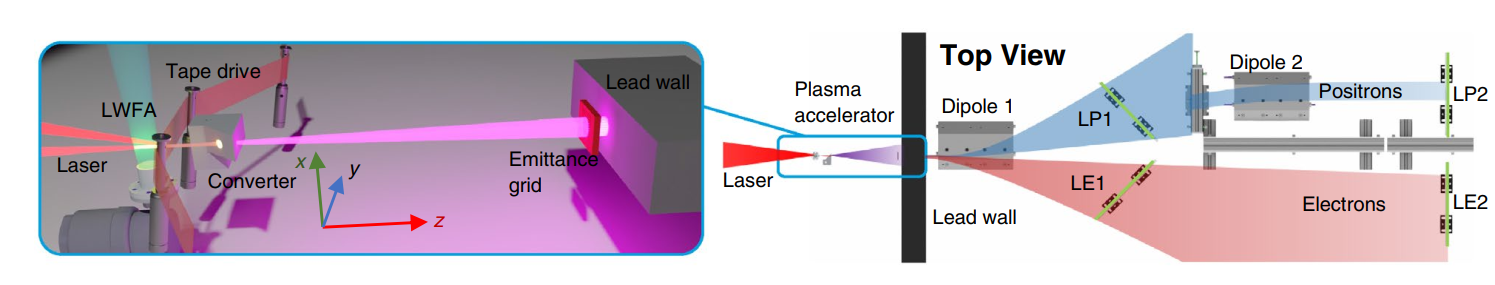 Tape drive
LWFA
Lead wall
Laser
Converter
x
y
z
Emittance
grid
Top View
Plasma
accelerator
Laser
Lead wall
Dipole 1
LP1
LE1
Dipole 2
Positrons
LP2
Electrons
LE2